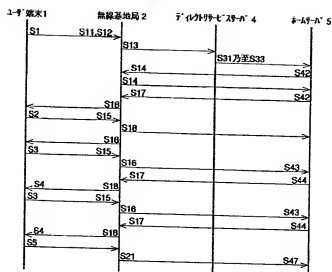 ユーザ端末1 無線基地局2 ディレクトリサービスサーバ4 ホームサーバ5
S1 S11,S12
S13
S31乃至S33
S14 S42
S14
S17 S42
S18
S2 S15
S18
S18
S3 S15
S16 S43
S17 S44
S4 S18
S3 S15
S16 S43
S17 S44
S4 S18
S5
S21 S47